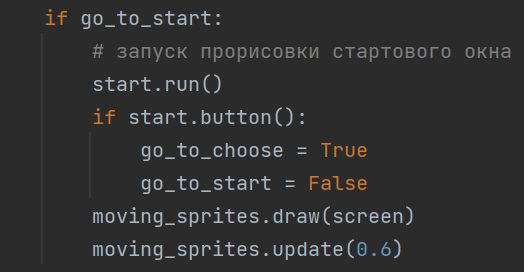 if go_to_start:
# запуск прорисовки стартового окна
start.run()
if start.button():
go_to_choose = True
go_to_start = False
moving_sprites.draw(screen)
moving_sprites.update(0.6)